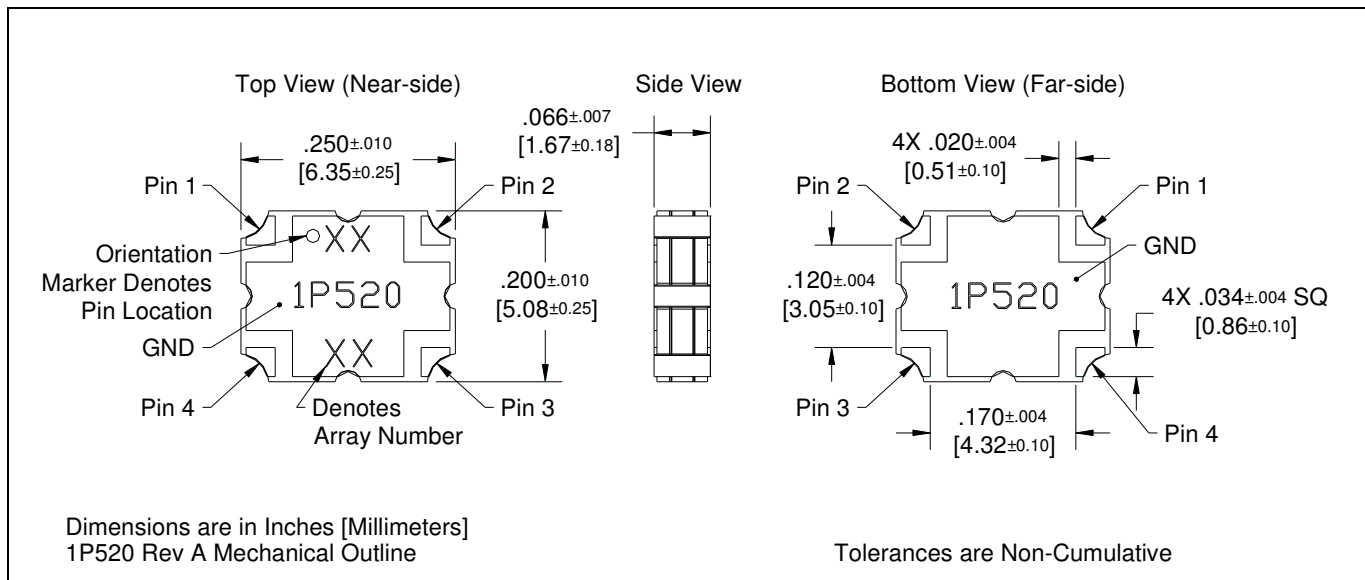 Top View (Near-side)
Side View
Bottom View (Far-side)
.250±.010
[6.35±0.25]
.066±.007
[1.67±0.18]
4X .020±.004
[0.51±0.10]
Pin 1
Pin 2
Pin 2
Pin 1
Orientation
Marker Denotes
Pin Location
GND
XX
1P520
XX
.200±.010
[5.08±0.25]
.120±.004
[3.05±0.10]
1P520
GND
4X .034±.004 SQ
[0.86±0.10]
Pin 4
Denotes
Array Number
Pin 3
Pin 3
.170±.004
[4.32±0.10]
Pin 4
Dimensions are in Inches [Millimeters]
1P520 Rev A Mechanical Outline
Tolerances are Non-Cumulative